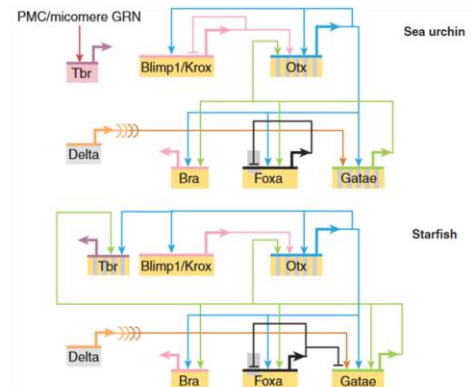 PMC/micomere GRN
Sea urchin
Tbr
Blimp1/Krox
Otx
Delta
Bra
Foxa
Gatae
Starfish
Tbr
Blimp1/Krox
Otx
Delta
Bra
Foxa
Gatae